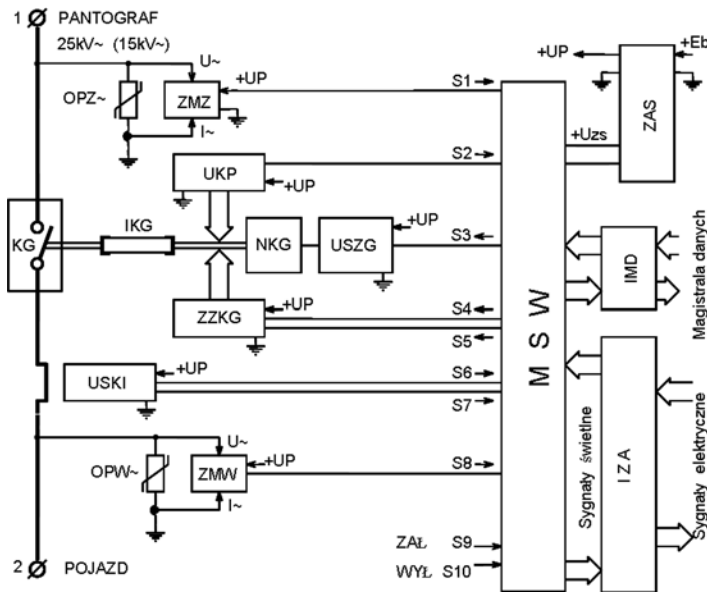 1 PANTOGRAF
25kV~ (15kV~)
U~
+UP
OPZ~
ZMZ
I~
S1
+UP
+Eb
ZAS
+Uzs
UKP
+UP
S2
KG
IKG
NKG
USZG
+UP
S3
IMD
Magistrala danych
ZZKG
+UP
S4
S5
MSW
USKI
+UP
S6
S7
U~
OPW~
ZMW
+UP
I~
S8
Sygnały świetlne
IZA
Sygnały elektryczne
ZAŁ S9
WYŁ S10
2 POJAZD